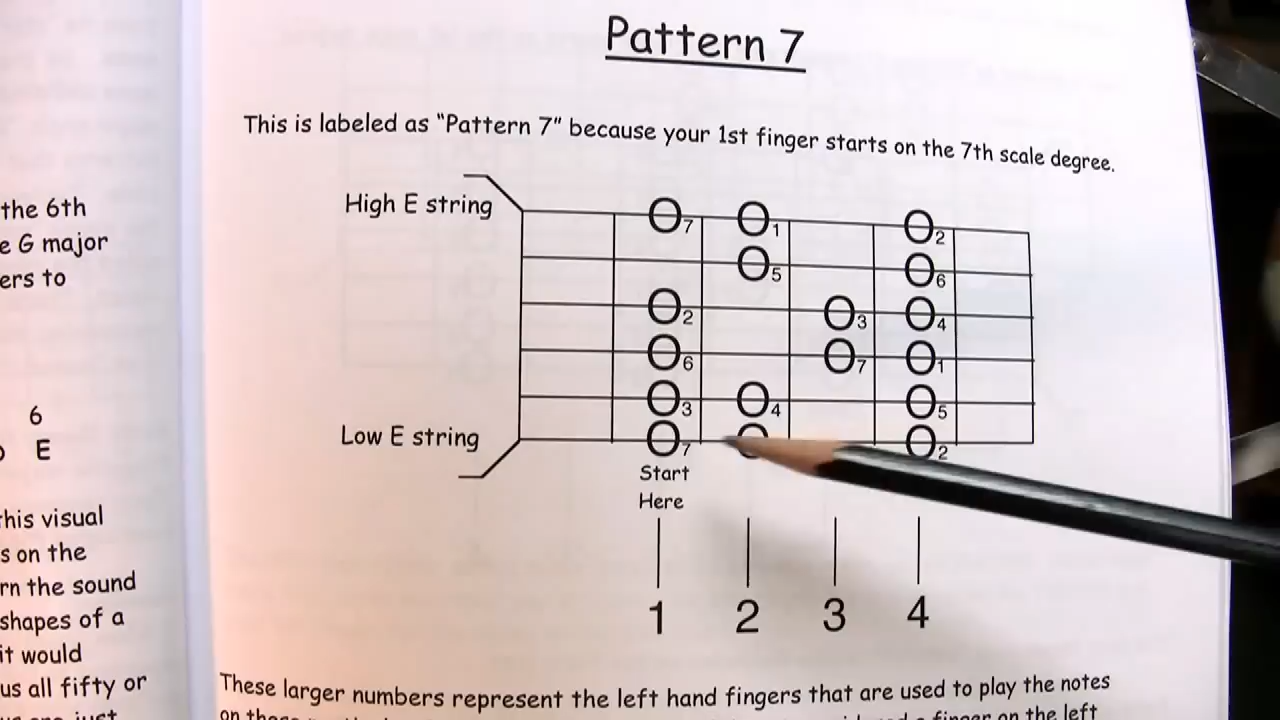 Pattern 7
This is labeled as "Pattern 7" because your 1st finger starts on the 7th scale degree.
the 6th
e G major
ers to
6
E
his visual
s on the
rn the sound
shapes of a
it would
us all fifty or
High E string
7 1 2
5 6
2 3 4
6 7 1
3 4 5
Low E string
7 2
Start
Here
1 2 3 4
These larger numbers represent the left hand fingers that are used to play the notes